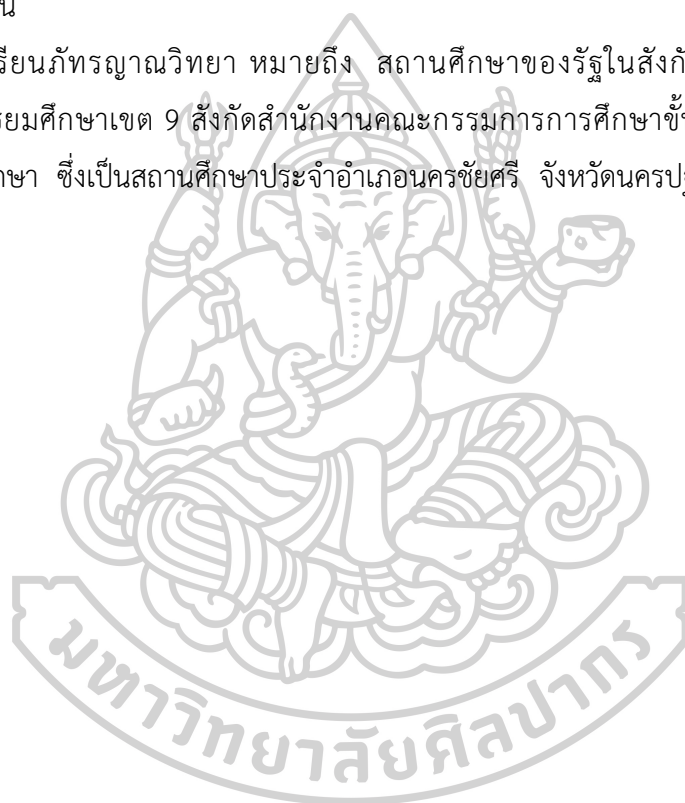 รียนภัทรญาณวิทยา หมายถึง สถานศึกษาของรัฐในสังกั
ยมศึกษาเขต 9 สังกัดสำนักงานคณะกรรมการการศึกษาขั้
ซึ่งเป็นสถานศึกษาประจำอำเภอนครชัยศรี จังหวัดนครป
มหาวิทยาลัยศิลปากร